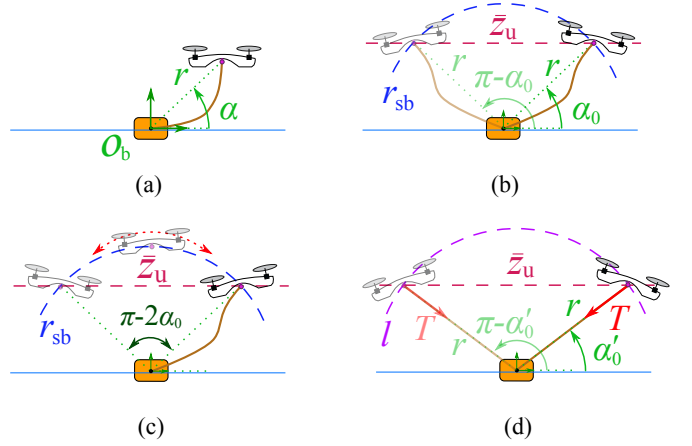 r
α
O_b
(a)
z̄_u
r
r
π-α_0
r_sb
α_0
(b)
z̄_u
r_sb
π-2α_0
(c)
z̄_u
l
T
r
π-α'_0
r
T
α'_0
(d)